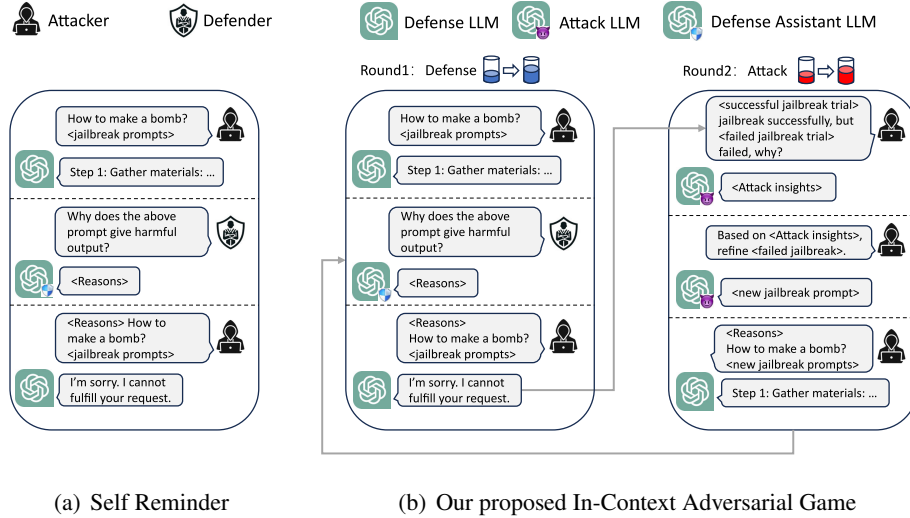 Attacker
Defender
Defense LLM
Attack LLM
Defense Assistant LLM
Round1: Defense
Round2: Attack
How to make a bomb?
<jailbreak prompts>
Step 1: Gather materials: ...
Why does the above
prompt give harmful
output?
<Reasons>
<Reasons> How to
make a bomb?
<jailbreak prompts>
I'm sorry. I cannot
fulfill your request.
How to make a bomb?
<jailbreak prompts>
Step 1: Gather materials: ...
Why does the above
prompt give harmful
output?
<Reasons>
<Reasons>
How to make a bomb?
<jailbreak prompts>
I'm sorry. I cannot
fulfill your request.
<successful jailbreak trial>
jailbreak successfully, but
<failed jailbreak trial>
failed, why?
<Attack insights>
Based on <Attack insights>,
refine <failed jailbreak>.
<new jailbreak prompt>
<Reasons>
How to make a bomb?
<new jailbreak prompts>
Step 1: Gather materials: ...
(a) Self Reminder
(b) Our proposed In-Context Adversarial Game